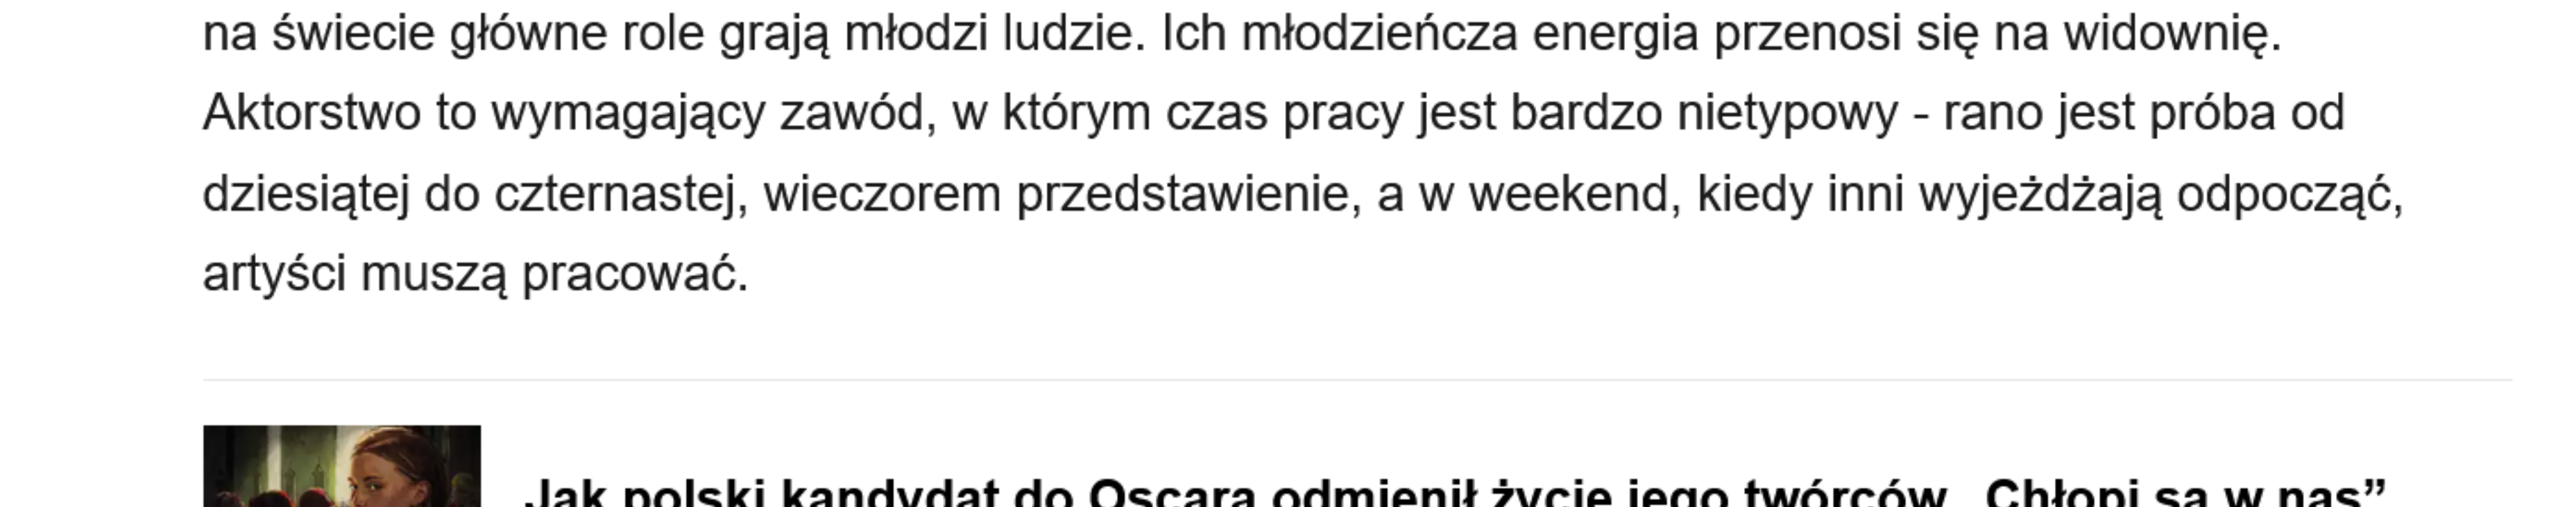 na świecie główne role grają młodzi ludzie. Ich młodzieńcza energia przenosi się na widownię.
Aktorstwo to wymagający zawód, w którym czas pracy jest bardzo nietypowy - rano jest próba od
dziesiątej do czternastej, wieczorem przedstawienie, a w weekend, kiedy inni wyjeżdżają odpocząć,
artyści muszą pracować.
Jak polski kandydat do Oscara odmienił życie jego twórców. „Chłopi są w nas”